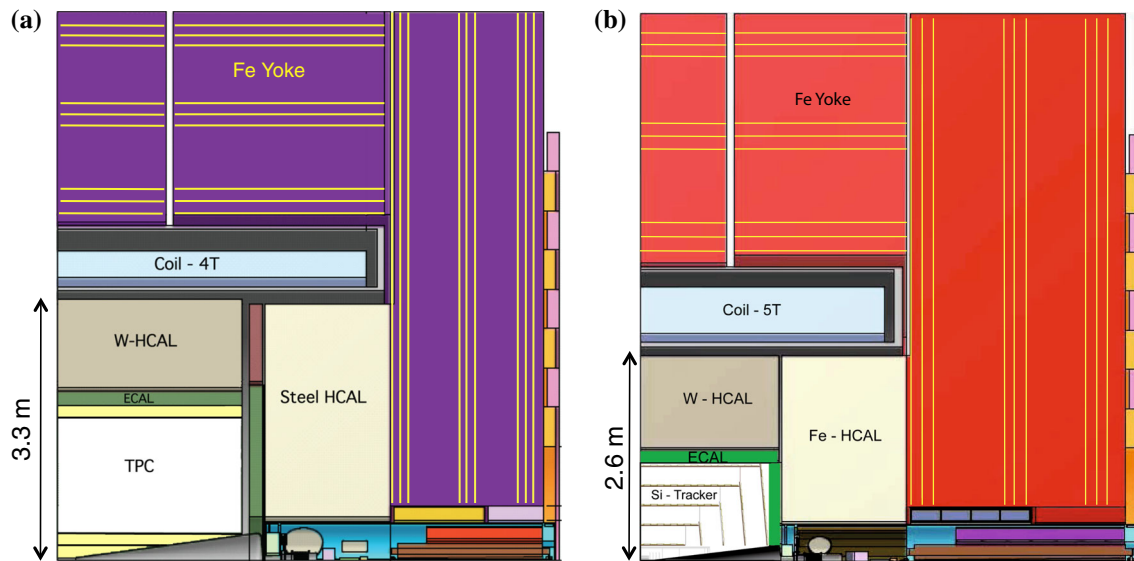 (a)
Fe Yoke
Coil - 4T
W-HCAL
ECAL
Steel HCAL
TPC
3.3 m
(b)
Fe Yoke
Coil - 5T
W - HCAL
Fe - HCAL
ECAL
Si - Tracker
2.6 m